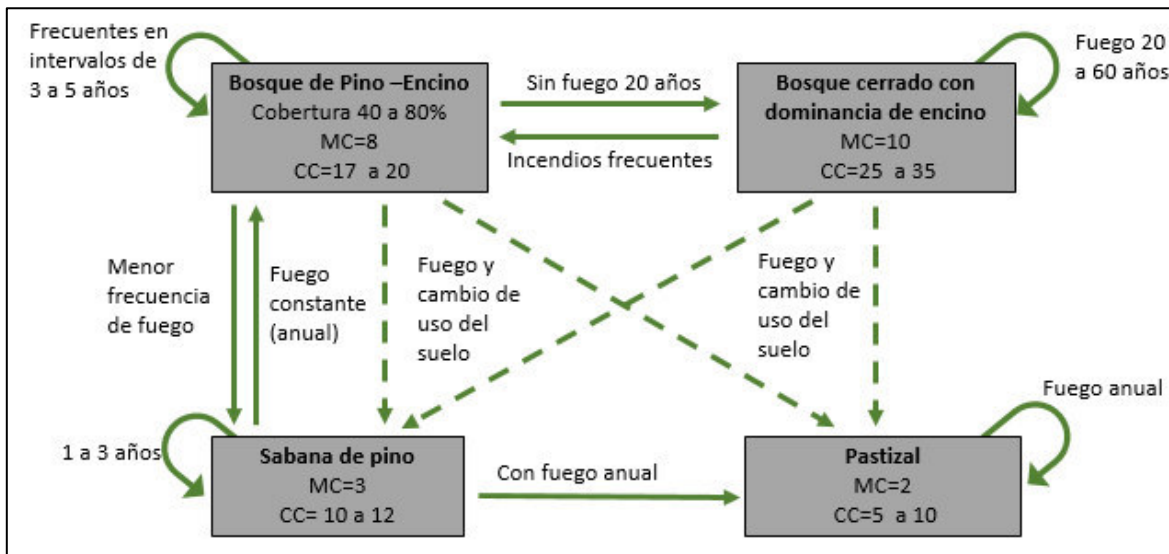 Frecuentes en
intervalos de
3 a 5 años
Bosque de Pino –Encino
Cobertura 40 a 80%
MC=8
CC=17 a 20
Sin fuego 20 años
Incendios frecuentes
Bosque cerrado con
dominancia de encino
MC=10
CC=25 a 35
Fuego 20
a 60 años
Menor
frecuencia
de fuego
Fuego
constante
(anual)
Fuego y
cambio de
uso del
suelo
Fuego y
cambio de
uso del
suelo
1 a 3 años
Sabana de pino
MC=3
CC= 10 a 12
Con fuego anual
Pastizal
MC=2
CC=5 a 10
Fuego anual